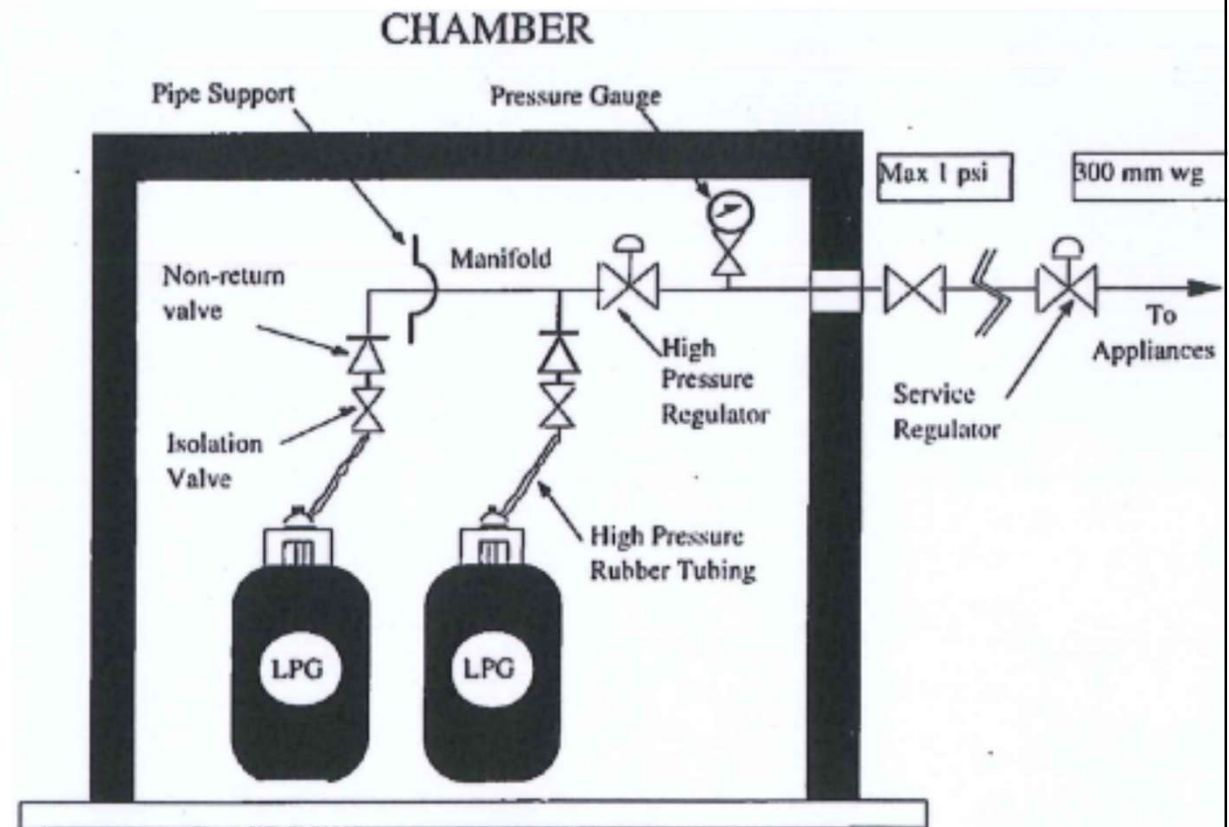 CHAMBER
Pipe Support
Pressure Gauge
Max 1 psi
300 mm wg
Manifold
Non-return
valve
To
Appliances
High
Pressure
Regulator
Service
Regulator
Isolation
Valve
High Pressure
Rubber Tubing
LPG
LPG